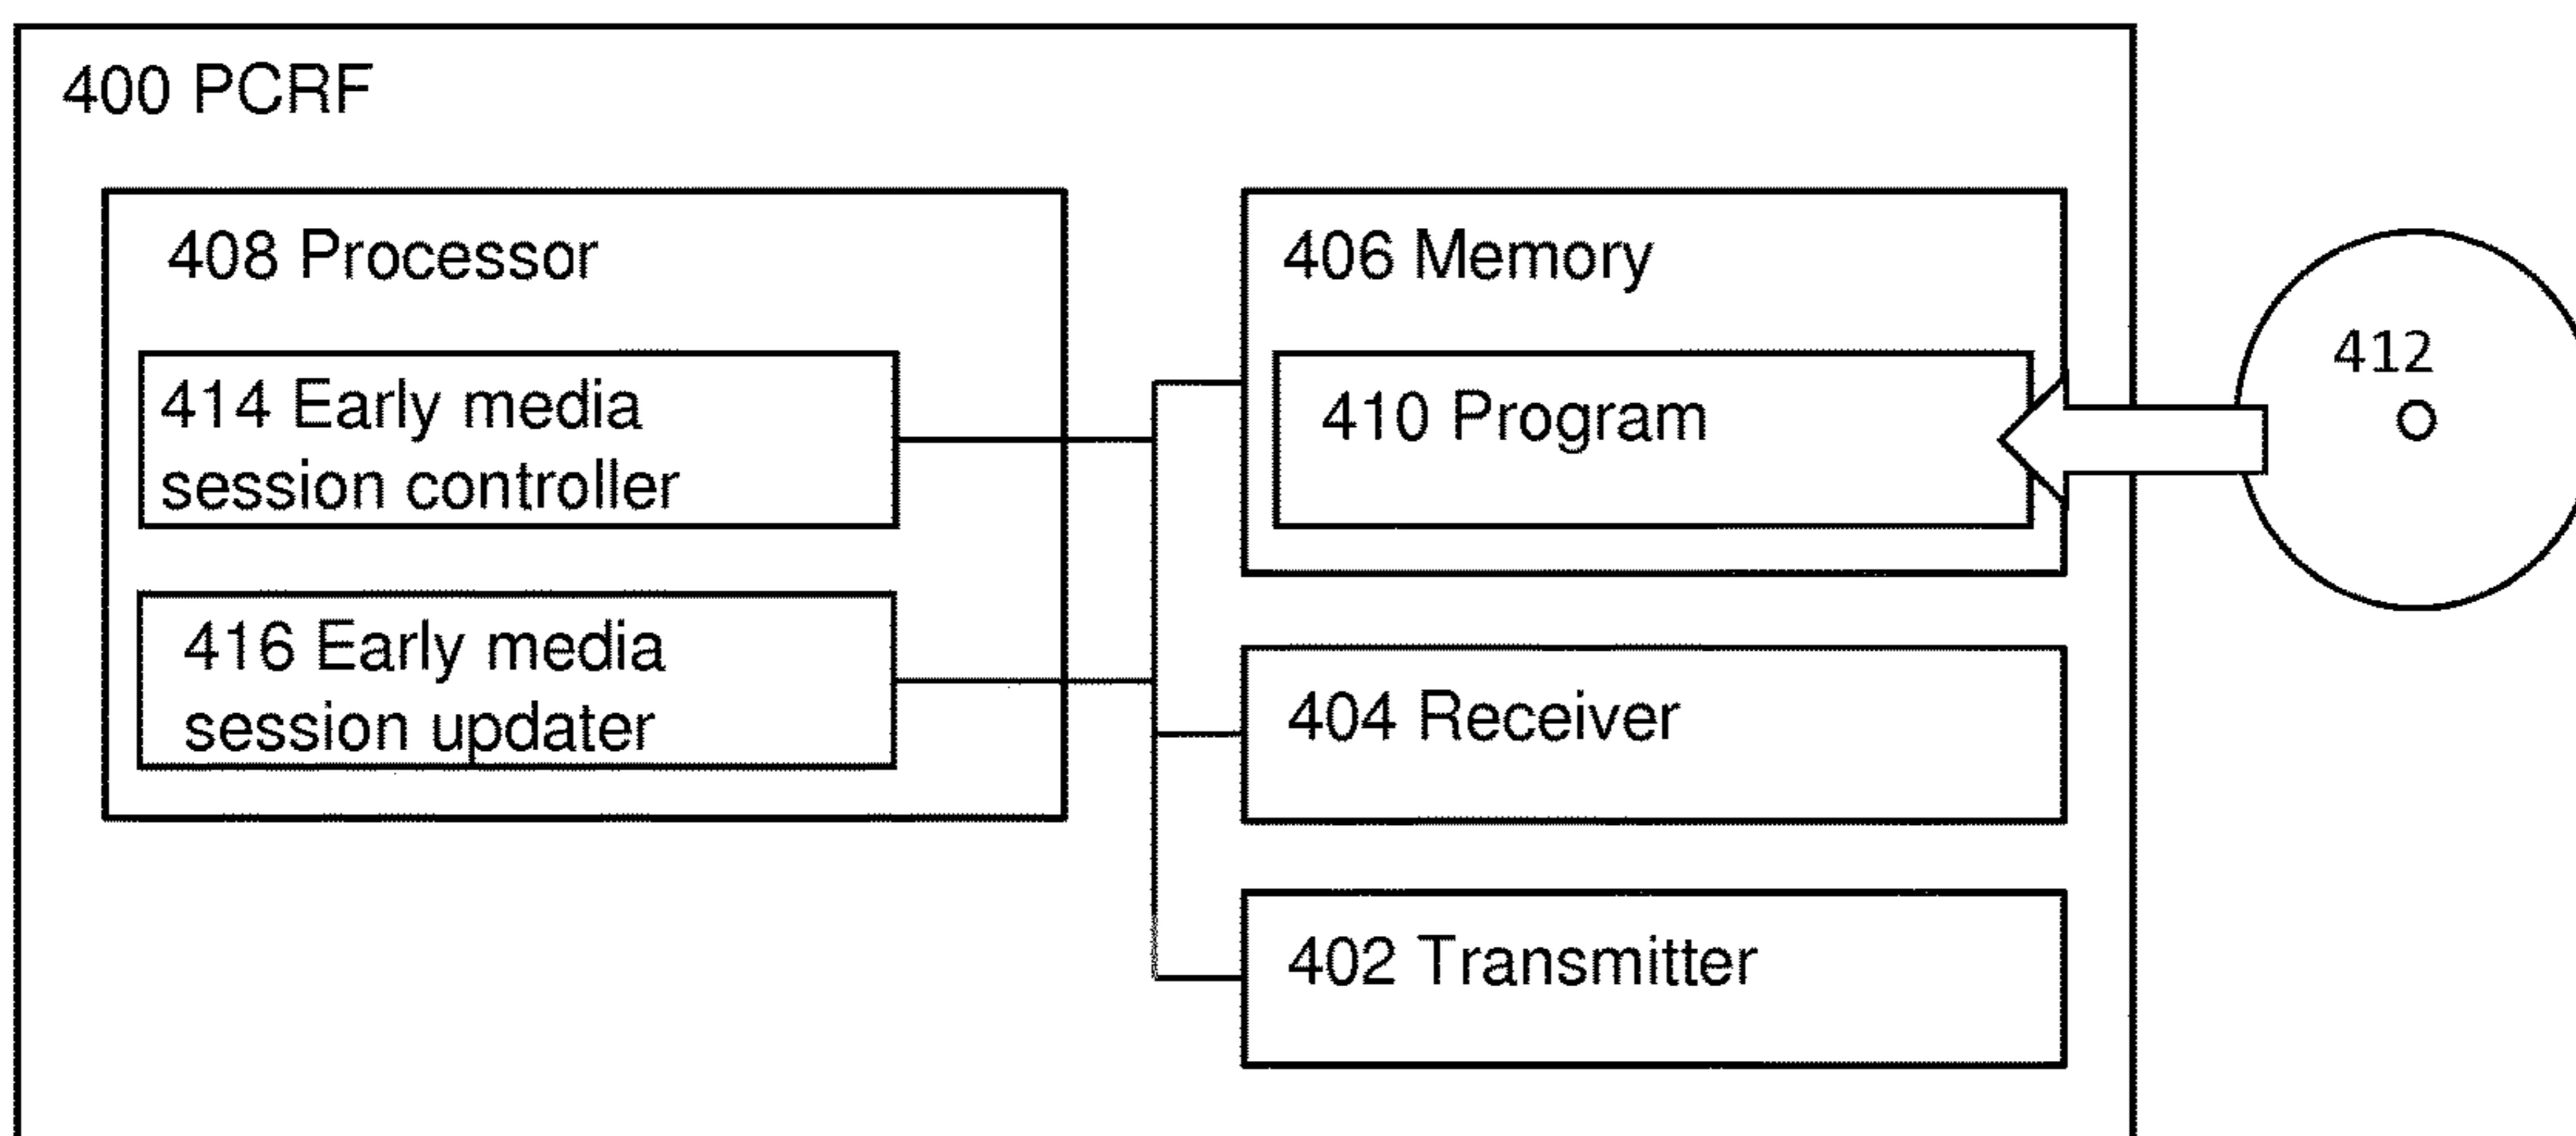 400 PCRF
408 Processor
414 Early media
session controller
416 Early media
session updater
406 Memory
410 Program
404 Receiver
402 Transmitter
412